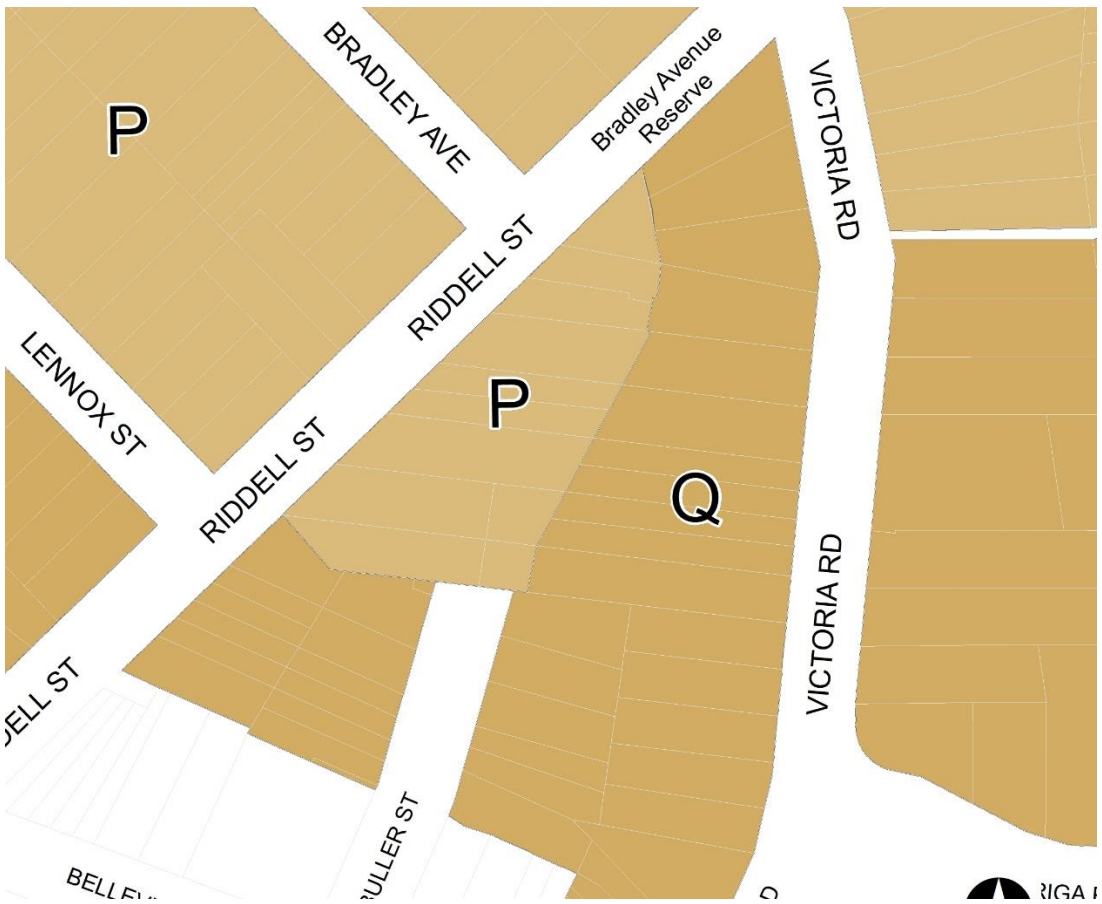 BRADLEY AVE
Bradley Avenue
Reserve
VICTORIA RD
P
RIDDELL ST
LENNOX ST
P
RIDDELL ST
Q
VICTORIA RD
DELL ST
BULLER ST